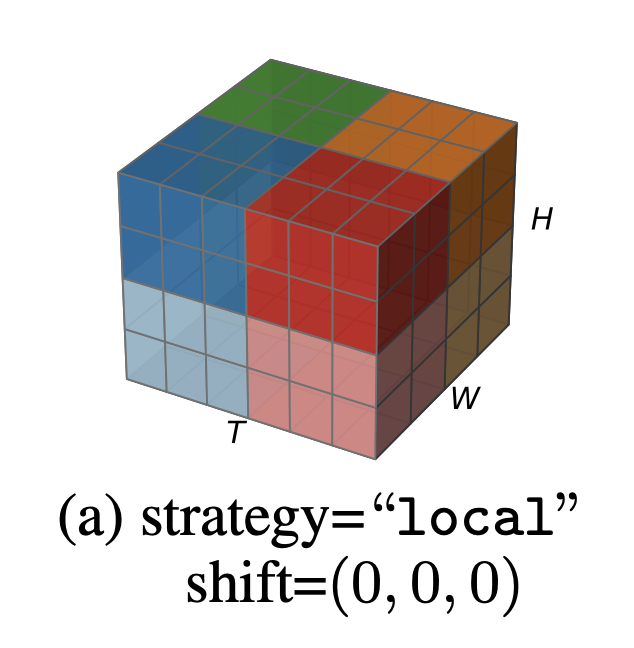 H
W
T
(a) strategy=“local”
shift=(0, 0, 0)